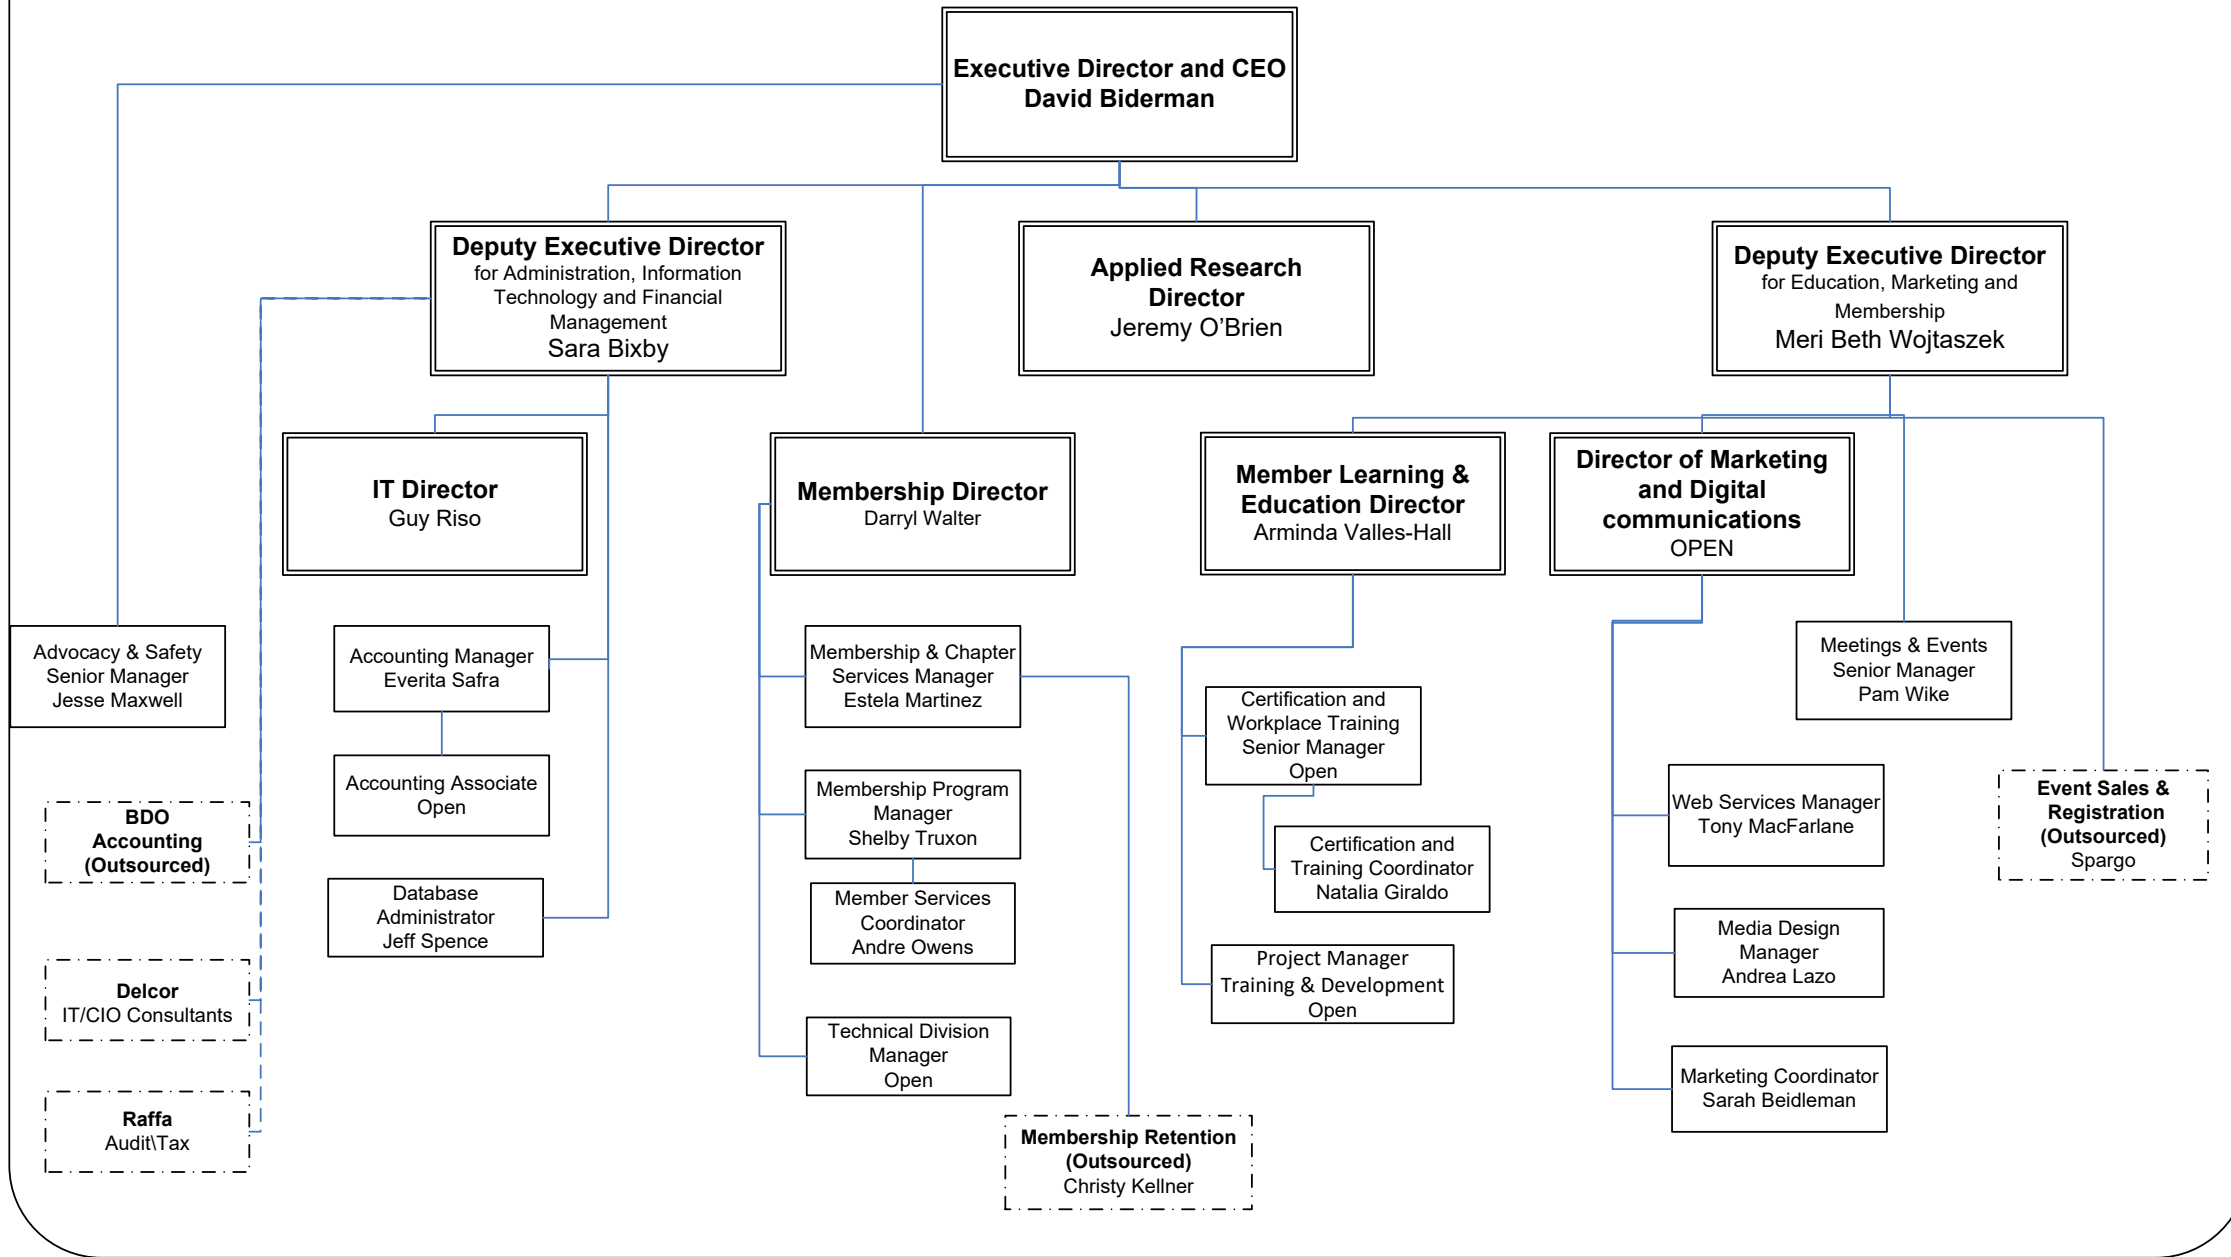 Executive Director and CEO
David Biderman
Deputy Executive Director
for Administration, Information
Technology and Financial
Management
Sara Bixby
Applied Research
Director
Jeremy O’Brien
Deputy Executive Director
for Education, Marketing and
Membership
Meri Beth Wojtaszek
IT Director
Guy Riso
Membership Director
Darryl Walter
Member Learning &
Education Director
Arminda Valles-Hall
Director of Marketing
and Digital
communications
OPEN
Advocacy & Safety
Senior Manager
Jesse Maxwell
Accounting Manager
Everita Safra
Membership & Chapter
Services Manager
Estela Martinez
Certification and
Workplace Training
Senior Manager
Open
Meetings & Events
Senior Manager
Pam Wike
Accounting Associate
Open
Membership Program
Manager
Shelby Truxon
Web Services Manager
Tony MacFarlane
Event Sales &
Registration
(Outsourced)
Spargo
BDO
Accounting
(Outsourced)
Certification and
Training Coordinator
Natalia Giraldo
Database
Administrator
Jeff Spence
Member Services
Coordinator
Andre Owens
Media Design
Manager
Andrea Lazo
Project Manager
Training & Development
Open
Delcor
IT/CIO Consultants
Technical Division
Manager
Open
Marketing Coordinator
Sarah Beidleman
Raffa
Audit\Tax
Membership Retention
(Outsourced)
Christy Kellner